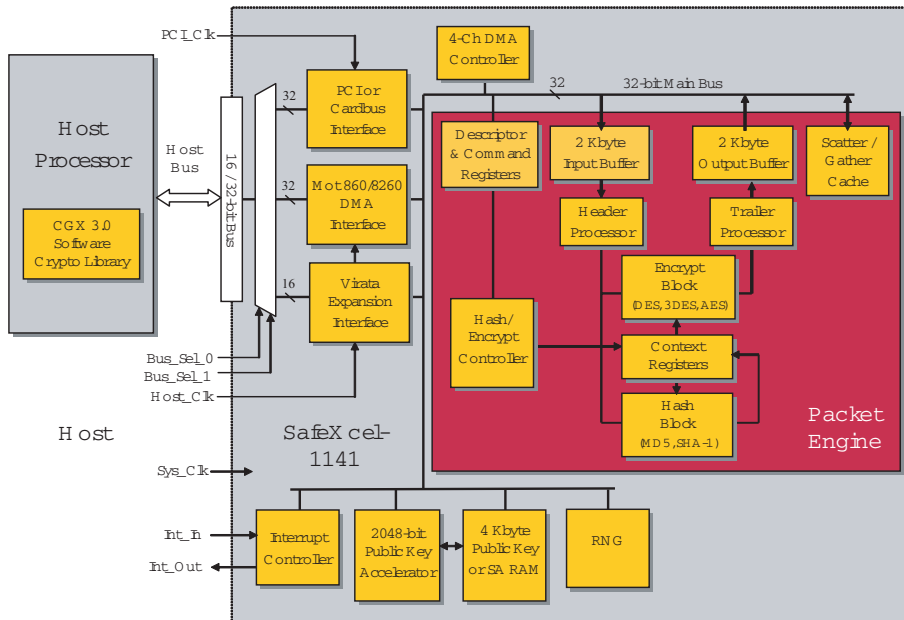 PCI_Clk
4-Ch DMA
Controller
32
32-bit Main Bus
Host
Processor
CGX 3.0
Software
Crypto Library
Host
Bus
16 / 32-bit Bus
32
PCI or
Cardbus
Interface
32
Mot860/8260
DMA
Interface
16
Virata
Expansion
Interface
Descriptor
& Command
Registers
2 Kbyte
Input Buffer
2 Kbyte
Output Buffer
Scatter /
Gather
Cache
Header
Processor
Trailer
Processor
Encrypt
Block
(DES, 3DES, AES)
Hash/
Encrypt
Controller
Context
Registers
Hash
Block
(MD5, SHA-1)
Packet
Engine
Bus_Sel_0
Bus_Sel_1
Host_Clk
Host
SafeXcel-
1141
Sys_Clk
Int_In
Int_Out
Interrupt
Controller
2048-bit
Public Key
Accelerator
4 Kbyte
Public Key
or SA RAM
RNG